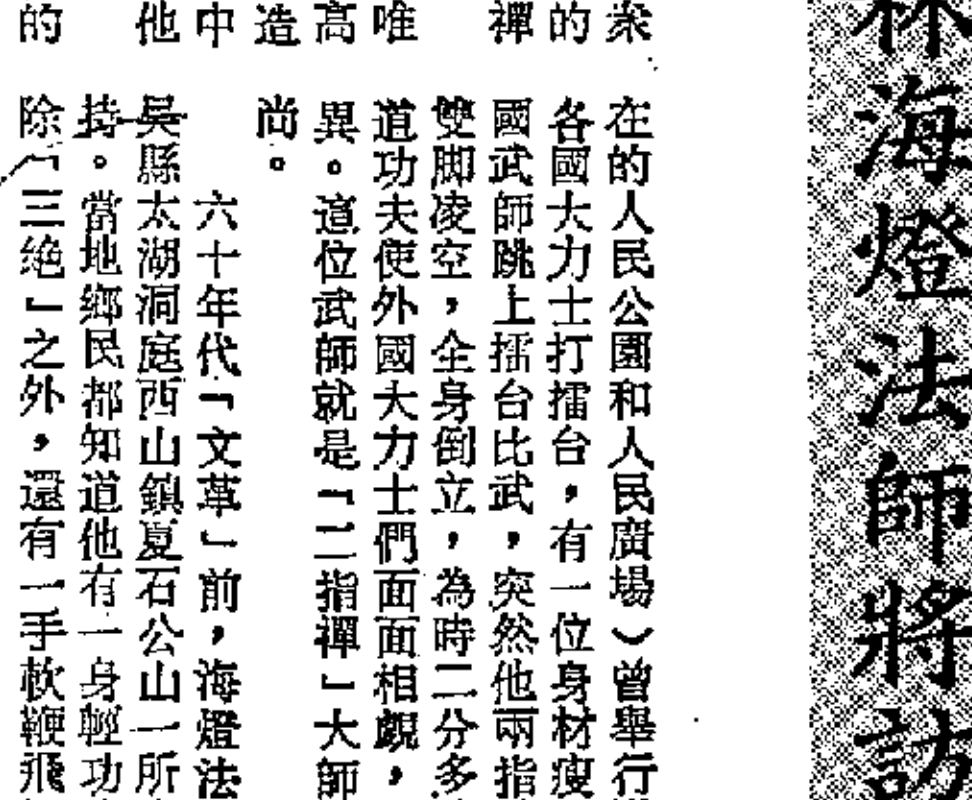 林海燈法師將訪
來
的
禪
唯
高
造
中
他
的
在的人民公園和人民廣場）曾舉行
各國大力士打擂台，有一位身材瘦
國武師跳上擂台比武，突然他兩指
雙脚凌空，全身倒立，為時二分多
道功夫使外國大力士們面面相覷，
異。這位武師就是「二指禪」大師
尚。
六十年代「文革」前，海燈法
吳縣太湖洞庭西山鎮夏石公山一所
持。當地鄉民都知道他有一身輕功
除「三绝」之外，還有一手軟鞭飛